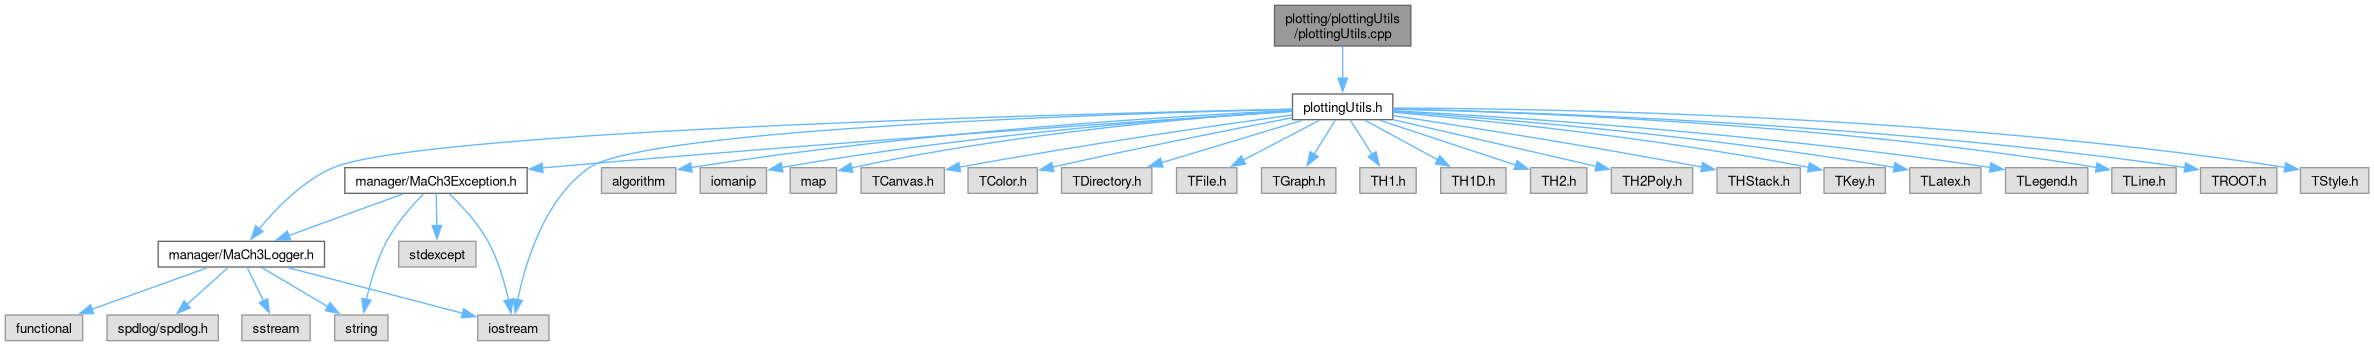 plotting/plottingUtils
/plottingUtils.cpp
plottingUtils.h
manager/MaCh3Exception.h
algorithm
iomanip
map
TCanvas.h
TColor.h
TDirectory.h
TFile.h
TGraph.h
TH1.h
TH1D.h
TH2.h
TH2Poly.h
THStack.h
TKey.h
TLatex.h
TLegend.h
TLine.h
TROOT.h
TStyle.h
manager/MaCh3Logger.h
stdexcept
functional
spdlog/spdlog.h
sstream
string
iostream